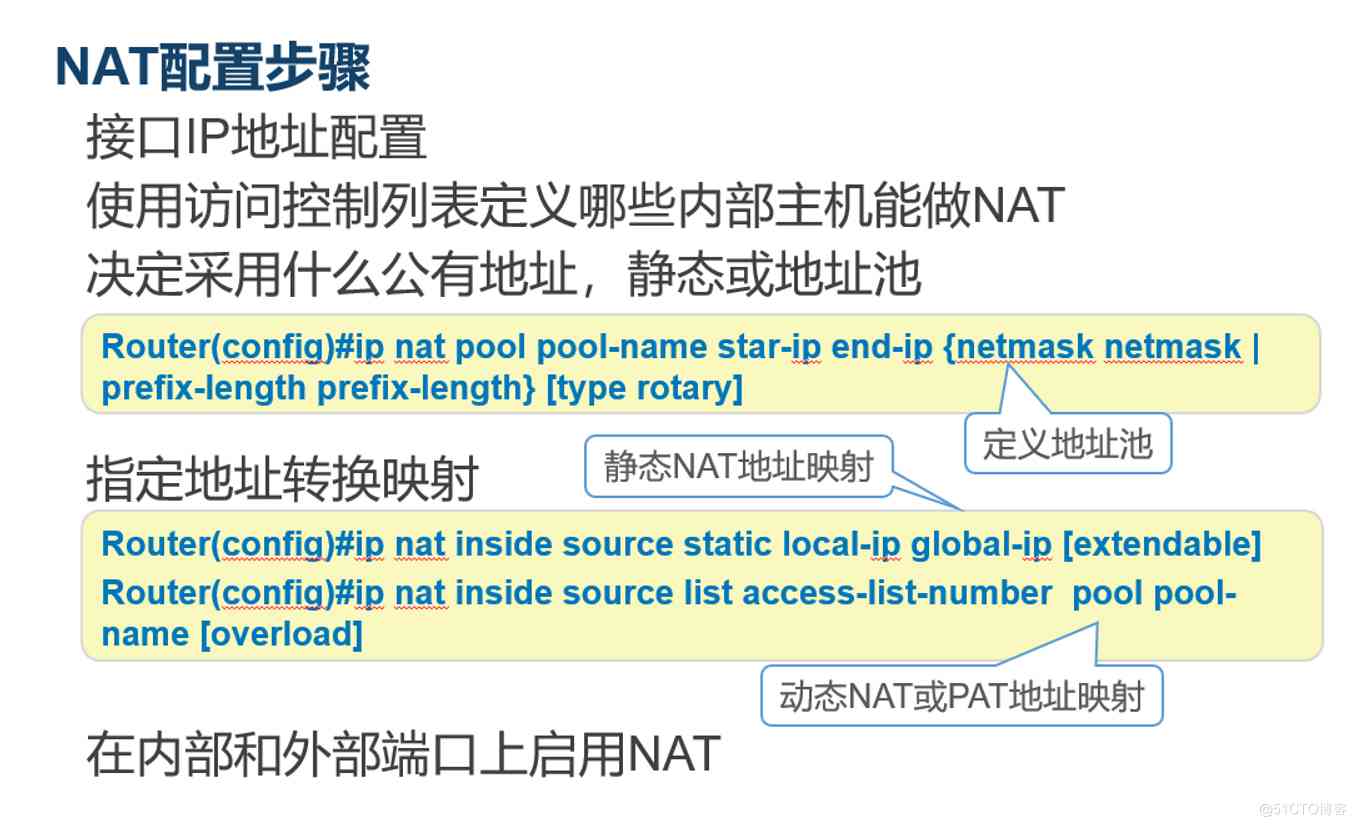 NAT配置步骤
接口IP地址配置
使用访问控制列表定义哪些内部主机能做NAT
决定采用什么公有地址，静态或地址池
Router(config)#ip nat pool pool-name star-ip end-ip {netmask netmask |
prefix-length prefix-length} [type rotary]
定义地址池
静态NAT地址映射
指定地址转换映射
Router(config)#ip nat inside source static local-ip global-ip [extendable]
Router(config)#ip nat inside source list access-list-number  pool pool-
name [overload]
动态NAT或PAT地址映射
在内部和外部端口上启用NAT
@51CTO博客